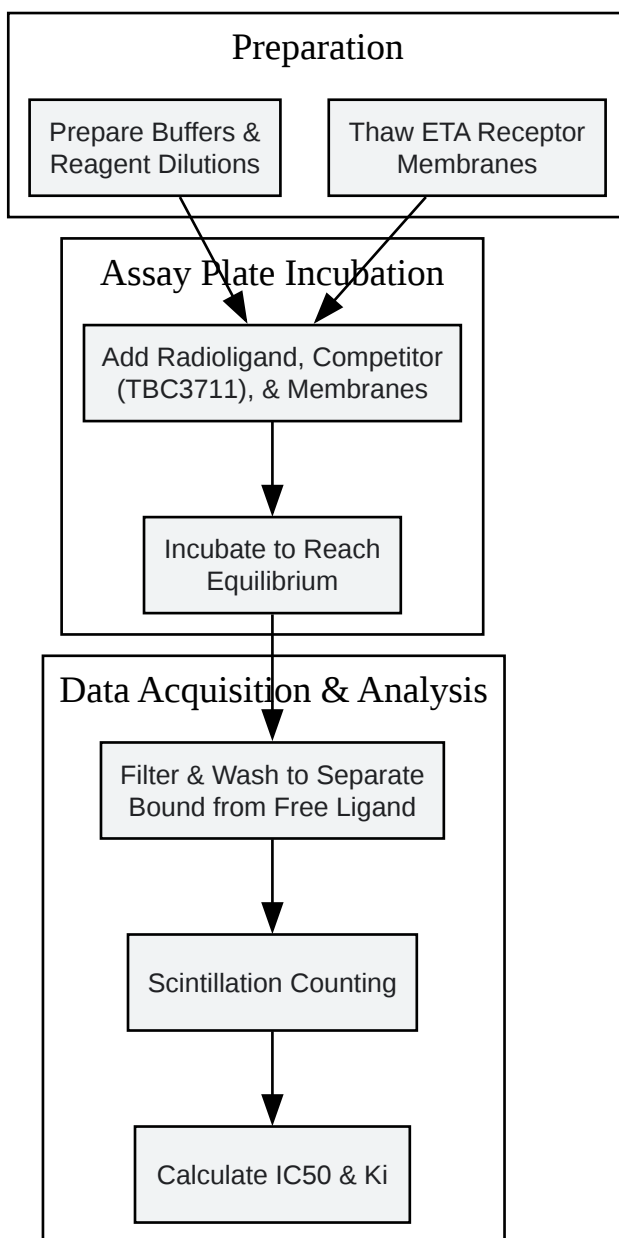 Preparation
Prepare Buffers &
Reagent Dilutions
Thaw ETA Receptor
Membranes
Assay Plate Incubation
Add Radioligand, Competitor
(TBC3711), & Membranes
Incubate to Reach
Equilibrium
Data Acquisition & Analysis
Filter & Wash to Separate
Bound from Free Ligand
Scintillation Counting
Calculate IC50 & Ki